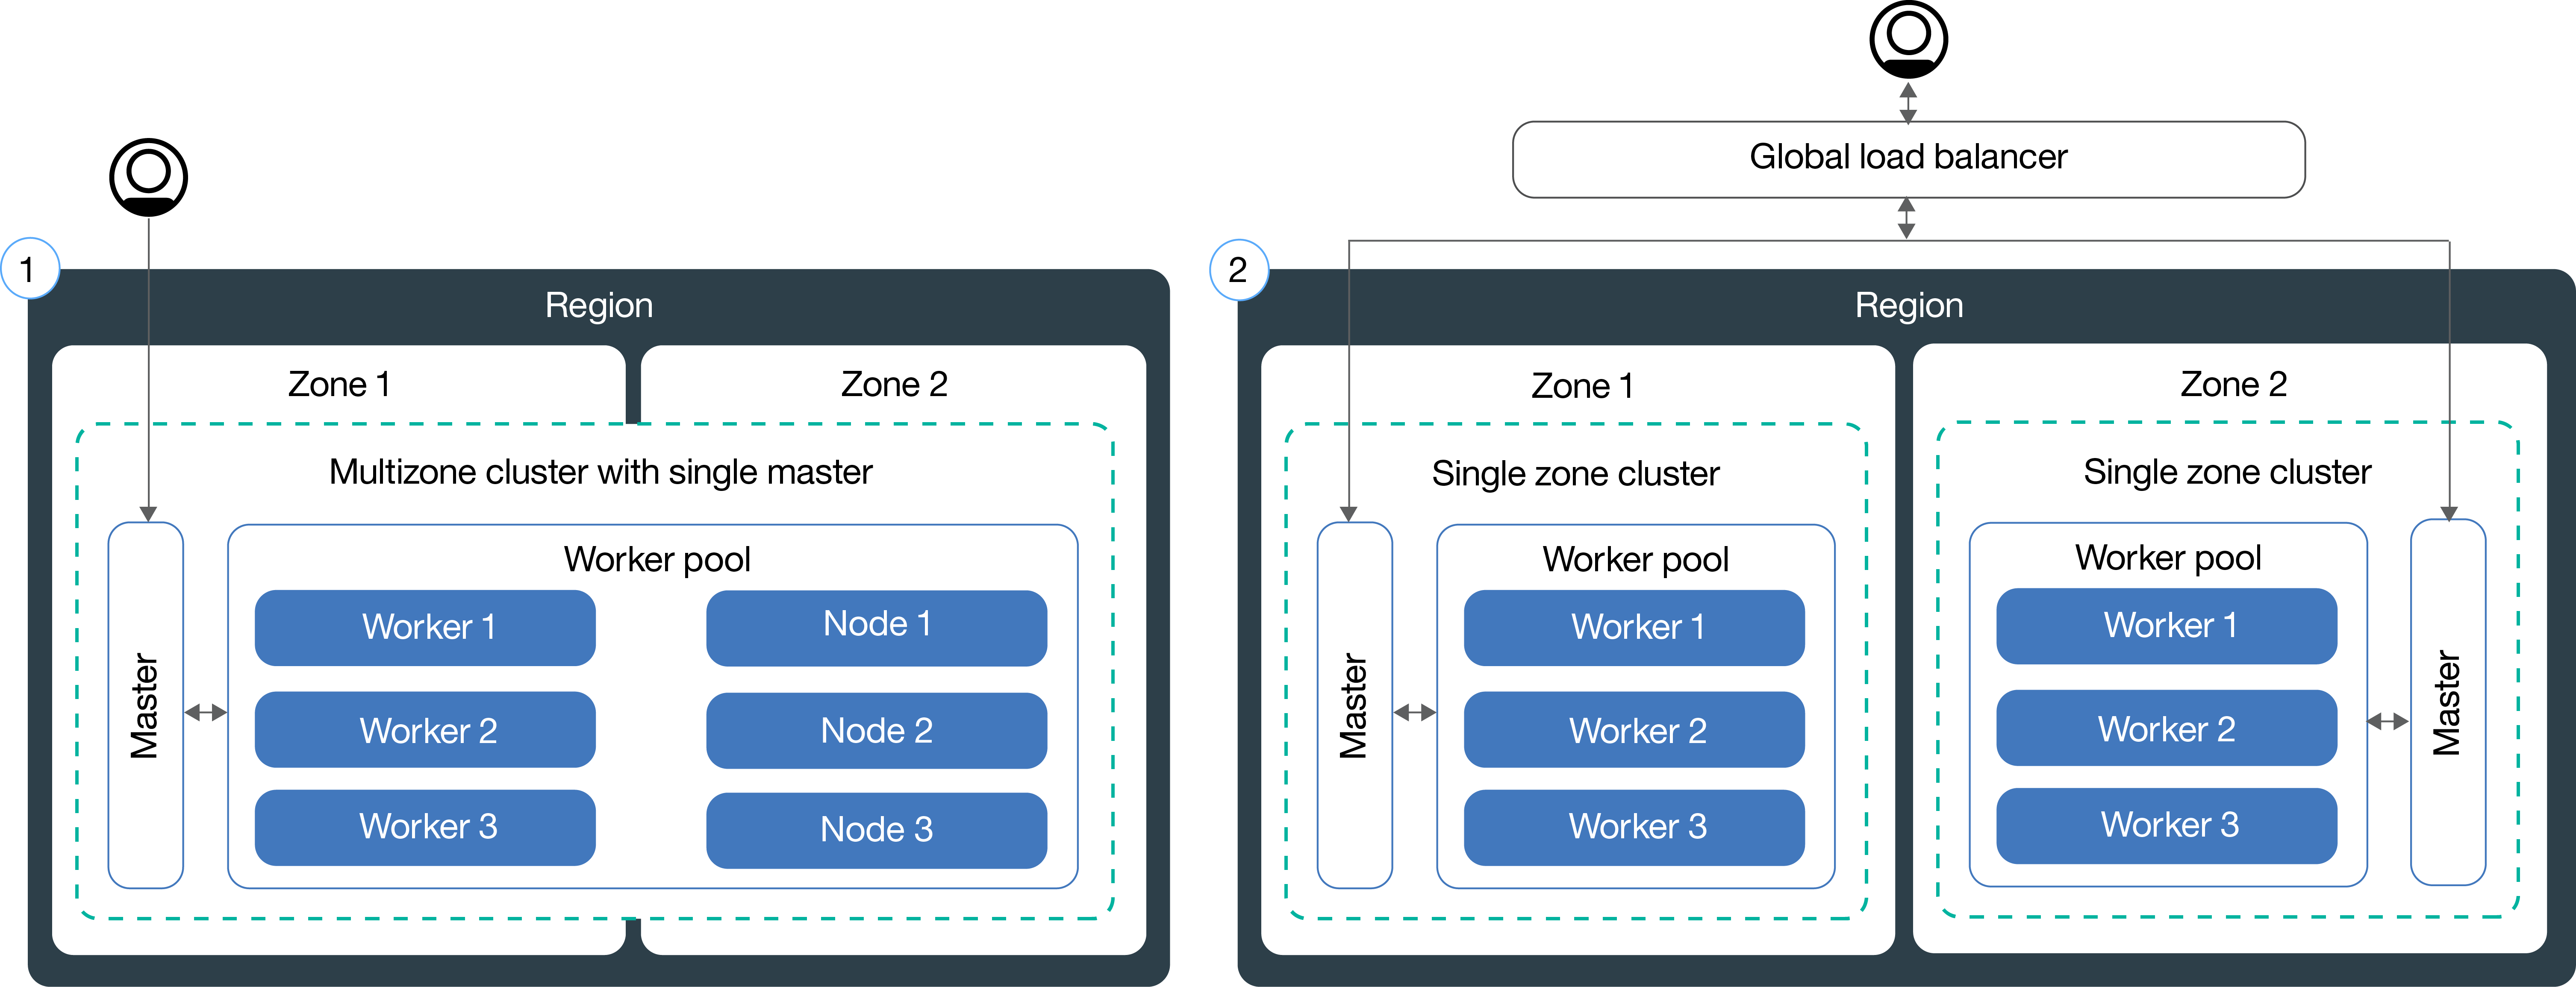 1
Region
Zone 1
Zone 2
Multizone cluster with single master
Master
Worker pool
Worker 1
Node 1
Worker 2
Node 2
Worker 3
Node 3
Global load balancer
2
Region
Zone 1
Single zone cluster
Master
Worker pool
Worker 1
Worker 2
Worker 3
Zone 2
Single zone cluster
Worker pool
Worker 1
Worker 2
Worker 3
Master